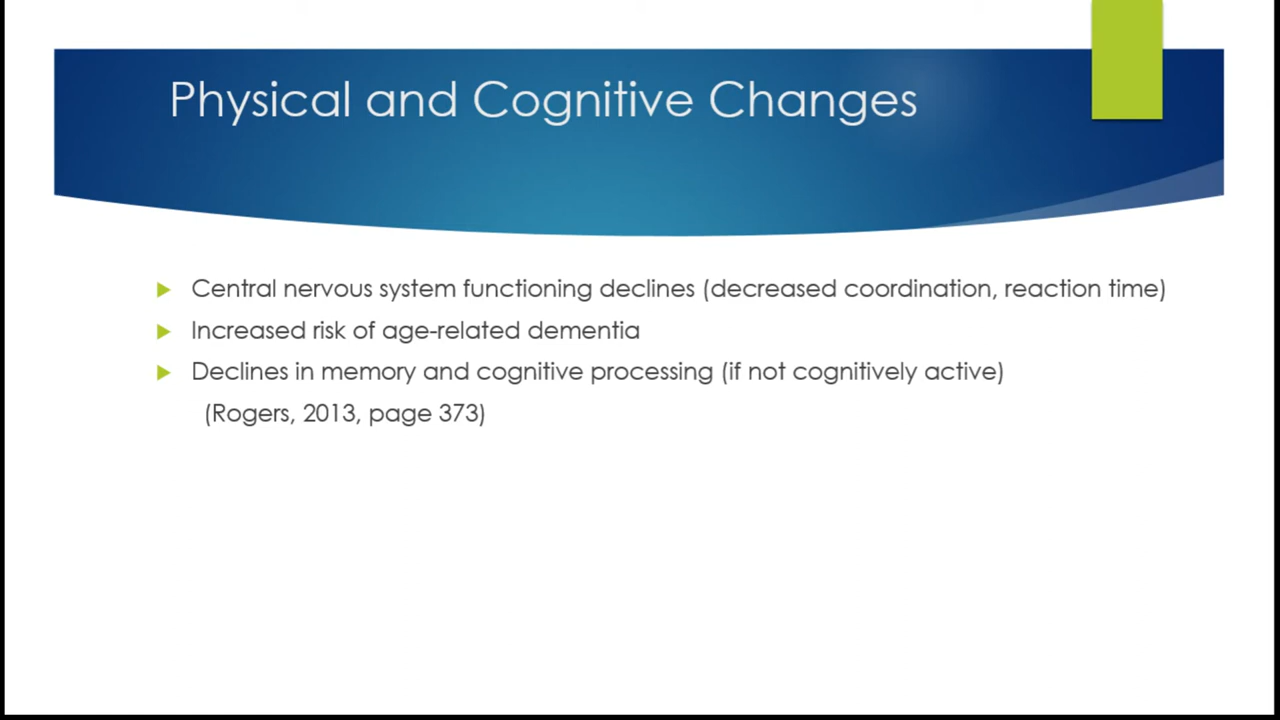 Physical and Cognitive Changes
Central nervous system functioning declines (decreased coordination, reaction time)
Increased risk of age-related dementia
Declines in memory and cognitive processing (if not cognitively active)
(Rogers, 2013, page 373)